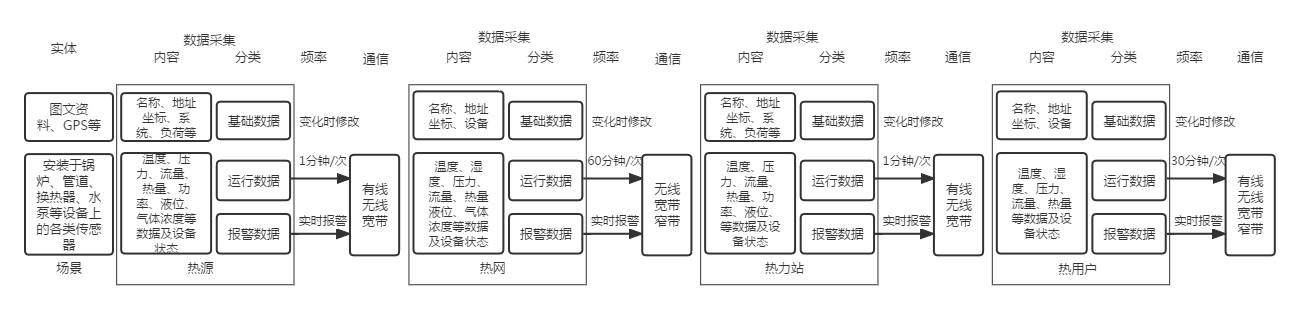 实体
数据采集
内容 分类 频率 通信
数据采集
内容 分类 频率 通信
数据采集
内容 分类 频率 通信
数据采集
内容 分类 频率 通信
图文资
料、GPS等
安装于锅
炉、管道、
换热器、水
泵等设备上
的各类传感
器
场景
名称、地址
坐标、系
统、负荷等
基础数据
变化时修改
温度、压
力、流量、
热量、功
率、液位、
气体浓度等
数据及设备
状态
运行数据
1分钟/次
报警数据
实时报警
有线
无线
宽带
热源
名称、地址
坐标、设备
基础数据
变化时修改
温度、湿
度、压力、
流量、热量
液位、气体
浓度等数据
及设备状态
运行数据
60分钟/次
报警数据
实时报警
无线
宽带
窄带
热网
名称、地址
坐标、系
统、负荷等
基础数据
变化时修改
温度、压
力、流量、
热量、功
率、液位、
等数据及设
备状态
运行数据
1分钟/次
报警数据
实时报警
有线
无线
宽带
热力站
名称、地址
坐标、设备
基础数据
变化时修改
温度、湿
度、压力、
流量、热量
等数据及设
备状态
运行数据
30分钟/次
报警数据
实时报警
有线
无线
宽带
窄带
热用户